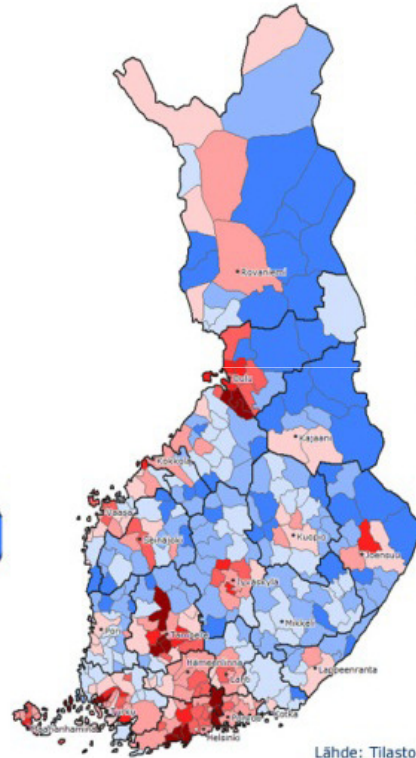 Rovaniemi
Oulu
Kajaani
Kokkola
Vaasa
Seinäjoki
Kuopio
Joensuu
Jyväskylä
Pori
Tampere
Mikkeli
Hämeenlinna
Lahti
Lappeenranta
Turku
Porvoo
Kotka
Maarianhamina
Helsinki
Lähde: Tilasto